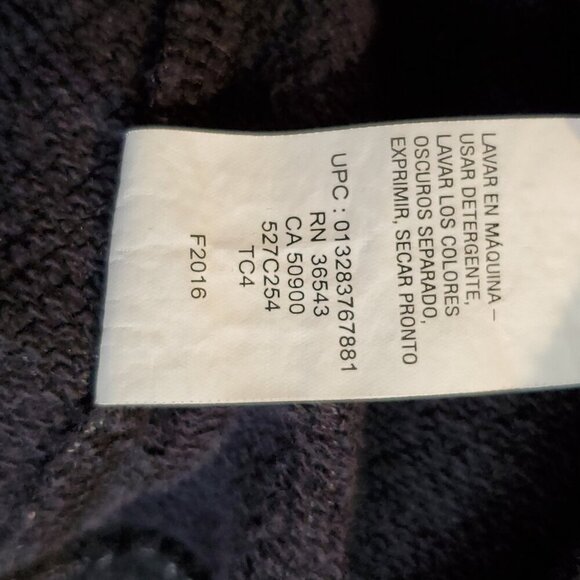 LAVAR EN MÁQUINA –
USAR DETERGENTE,
LAVAR LOS COLORES
OSCUROS SEPARADO,
EXPRIMIR, SECAR PRONTO
UPC : 013283767881
RN 36543
CA 50900
527C254
TC4
F2016